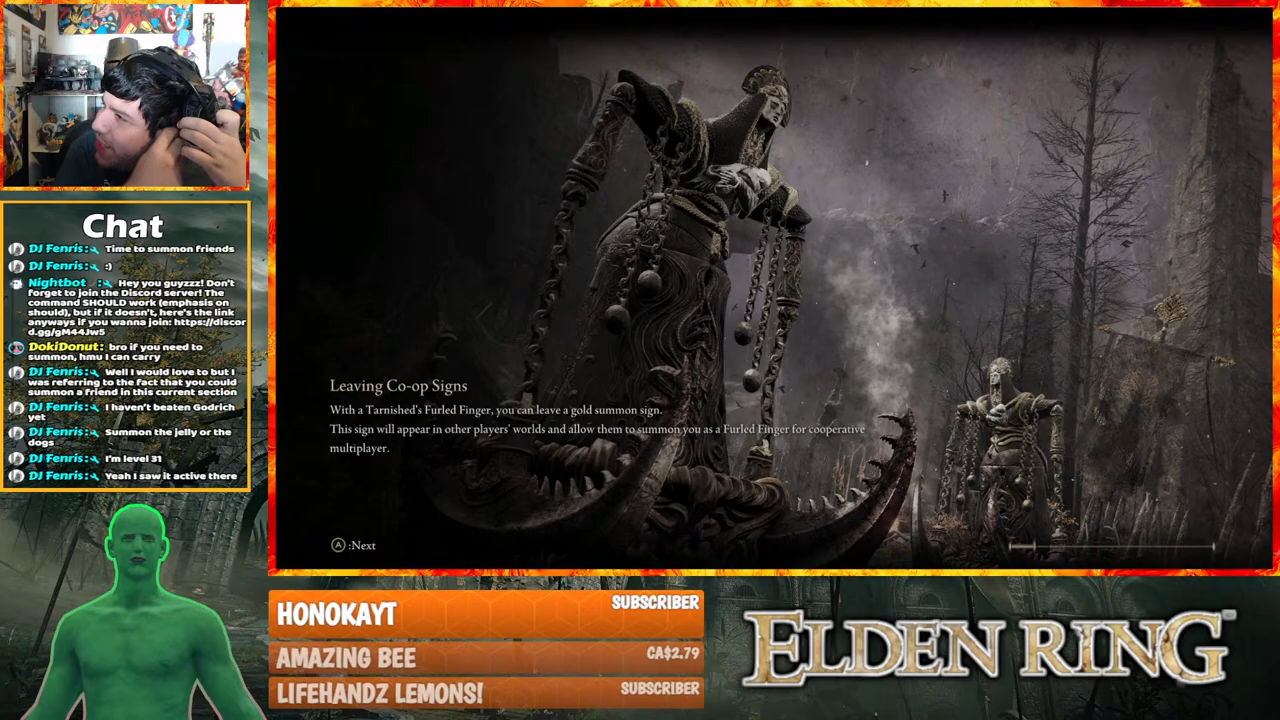 Chat
DJ Fenris: Time to summon friends
DJ Fenris: :)
Nightbot : Hey you guyzzz! Don't
forget to join the Discord server! The
command SHOULD work (emphasis on
should), but if it doesn't, here's the link
anyways if you wanna join: https://discor
d.gg/gM44Jw5
DokiDonut: bro if you need to
summon, hmu I can carry
DJ Fenris: Well I would love to but I
was referring to the fact that you could
summon a friend in this current section
DJ Fenris: I haven't beaten Godrich
yet
DJ Fenris: Summon the jelly or the
dogs
DJ Fenris: I'm level 31
DJ Fenris: Yeah I saw it active there
Leaving Co-op Signs
With a Tarnished's Furled Finger, you can leave a gold summon sign.
This sign will appear in other players' worlds and allow them to summon you as a Furled Finger for cooperative
multiplayer.
A :Next
HONOKAYT SUBSCRIBER
AMAZING BEE CA$2.79
LIFEHANDZ LEMONS! SUBSCRIBER
ELDEN RING